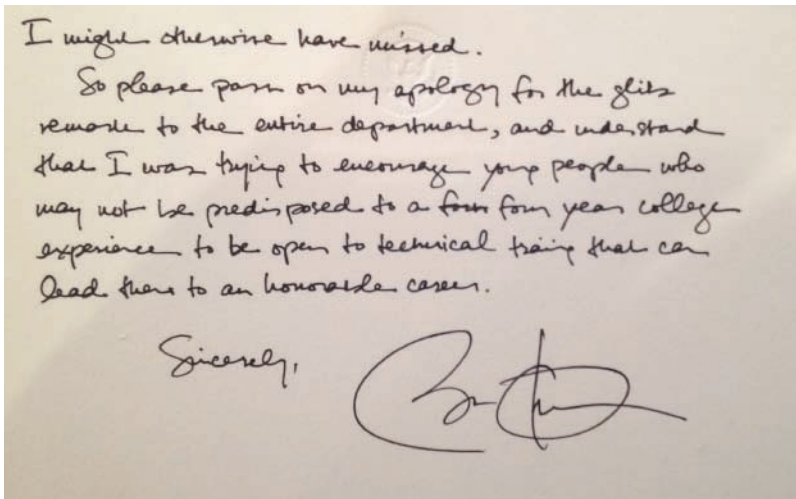 I might otherwise have missed.
So please pass on my apology for the glib
remark to the entire department, and understand
that I was trying to encourage young people who
may not be predisposed to a four year college
experience to be open to technical training that can
lead them to an honorable career.
Sincerely,